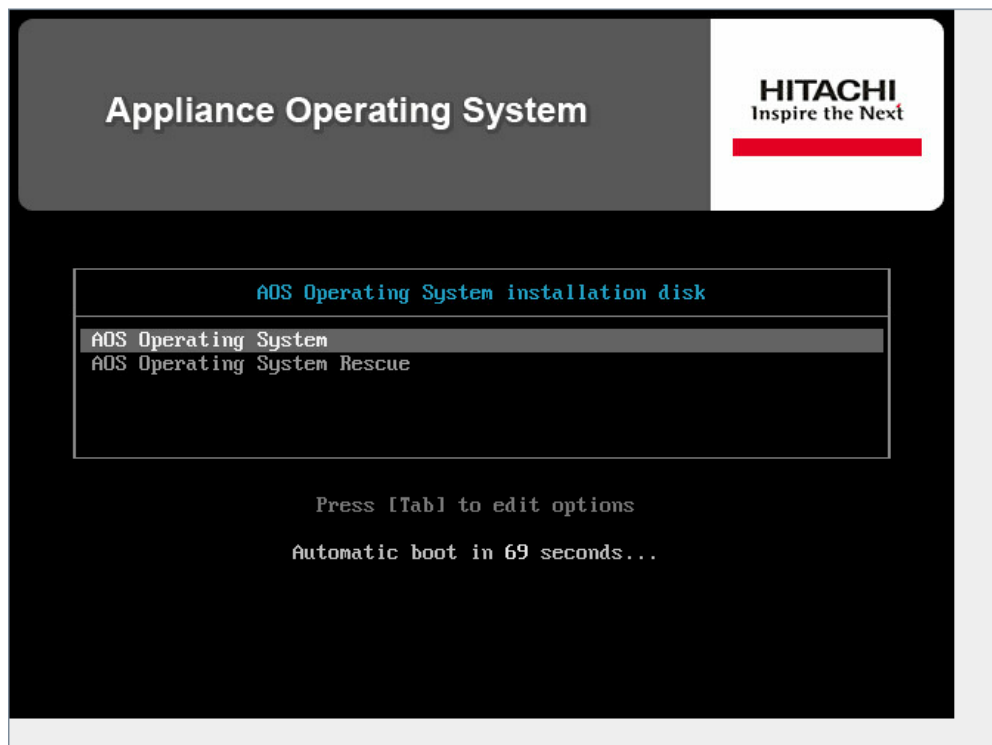 Appliance Operating System
HITACHI
Inspire the Next
AOS Operating System installation disk
AOS Operating System
AOS Operating System Rescue
Press [Tab] to edit options
Automatic boot in 69 seconds...